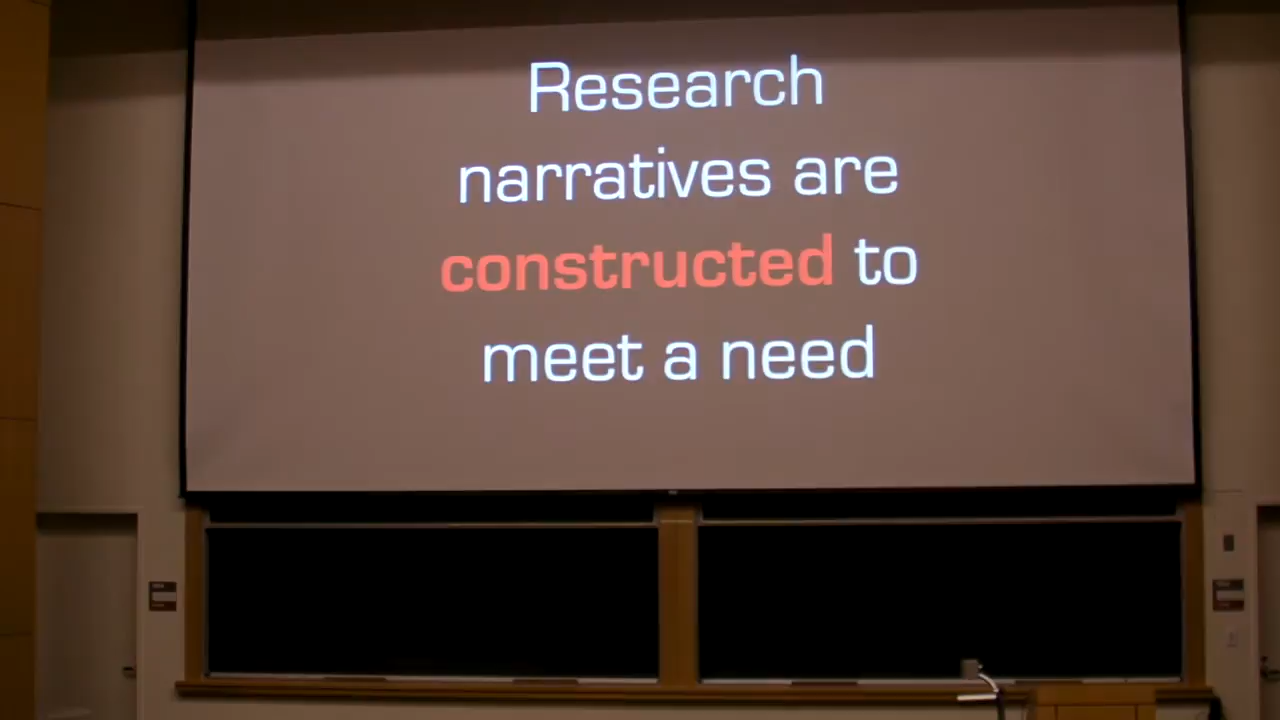 Research
narratives are
constructed to
meet a need